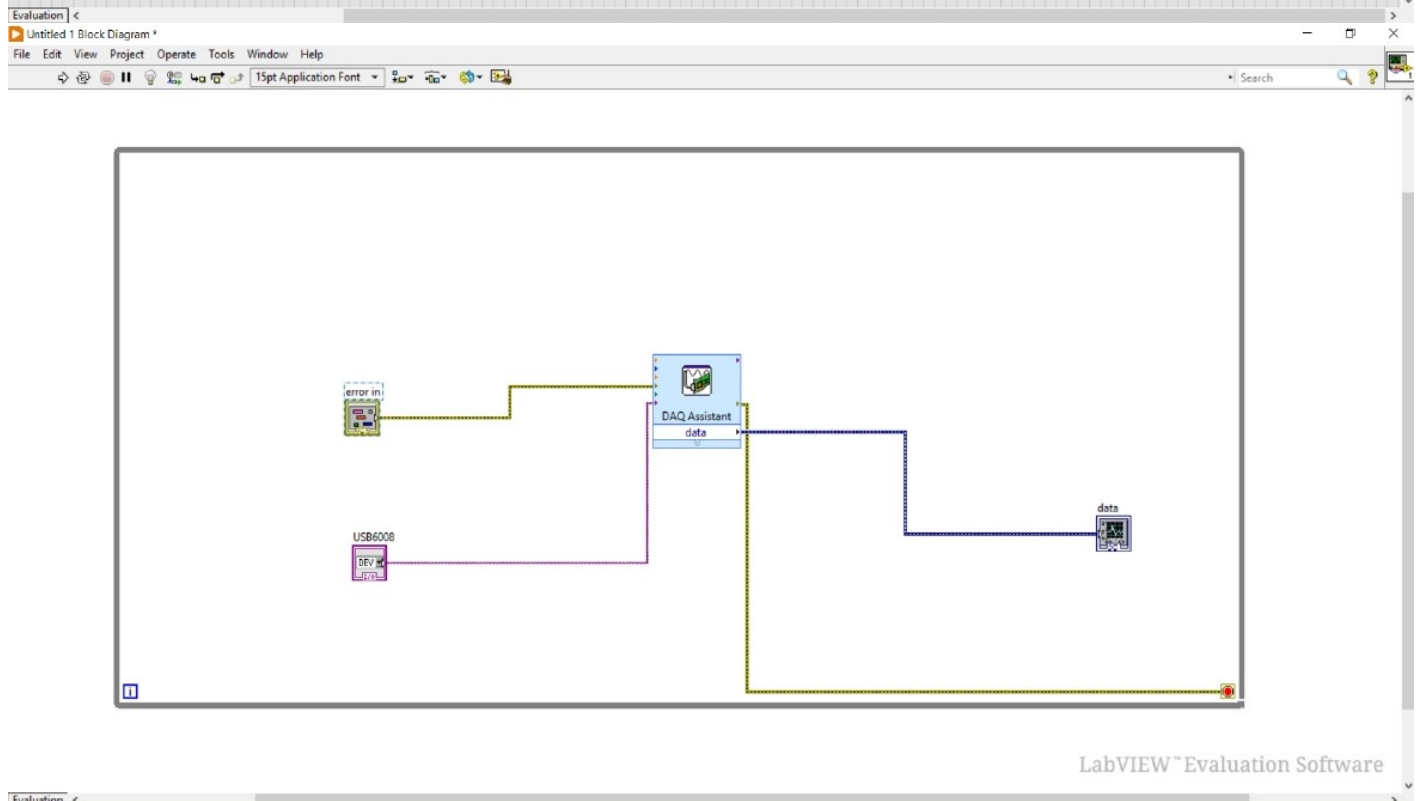 Evaluation
Untitled 1 Block Diagram *
File Edit View Project Operate Tools Window Help
15pt Application Font
Search
1
error in
DAQ Assistant
data
data
USB6008
DEV
I/O
i
LabVIEW™ Evaluation Software
Evaluation